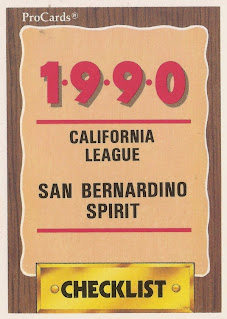 ProCards®
1·9·9·0
CALIFORNIA
LEAGUE
SAN BERNARDINO
SPIRIT
CHECKLIST